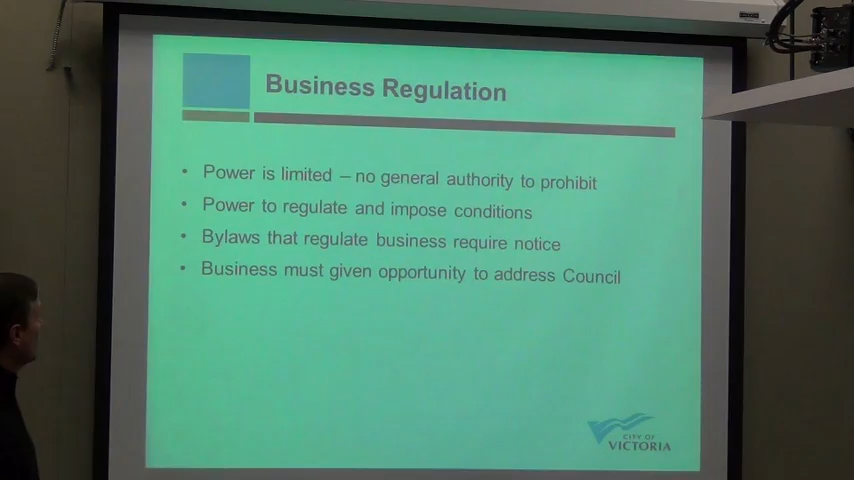 Business Regulation
• Power is limited – no general authority to prohibit
• Power to regulate and impose conditions
• Bylaws that regulate business require notice
• Business must given opportunity to address Council
CITY OF
VICTORIA